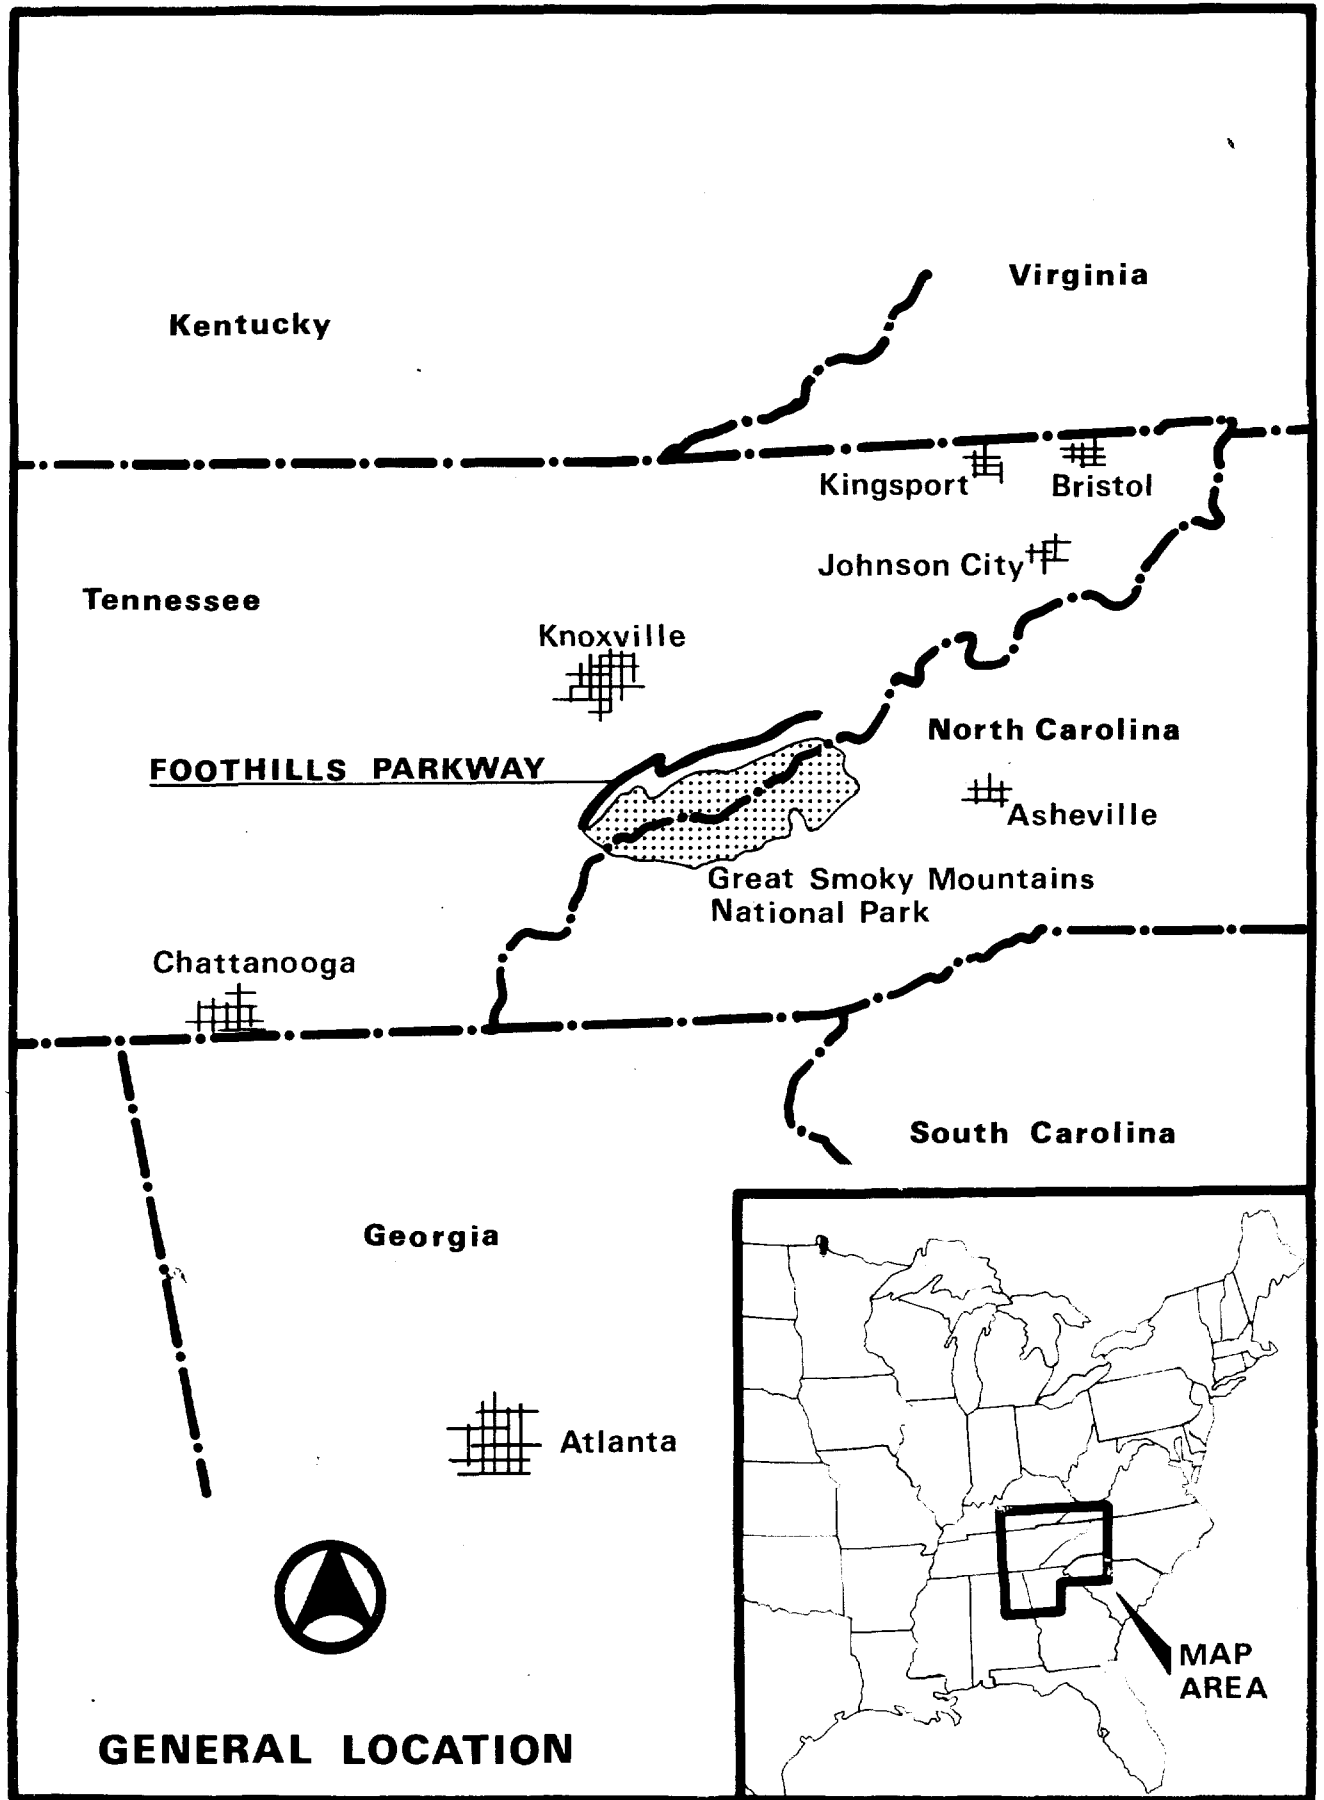 Virginia
Kentucky
Kingsport
Bristol
Johnson City
Tennessee
Knoxville
North Carolina
FOOTHILLS PARKWAY
Asheville
Great Smoky Mountains
National Park
Chattanooga
South Carolina
Georgia
Atlanta
MAP
AREA
GENERAL LOCATION